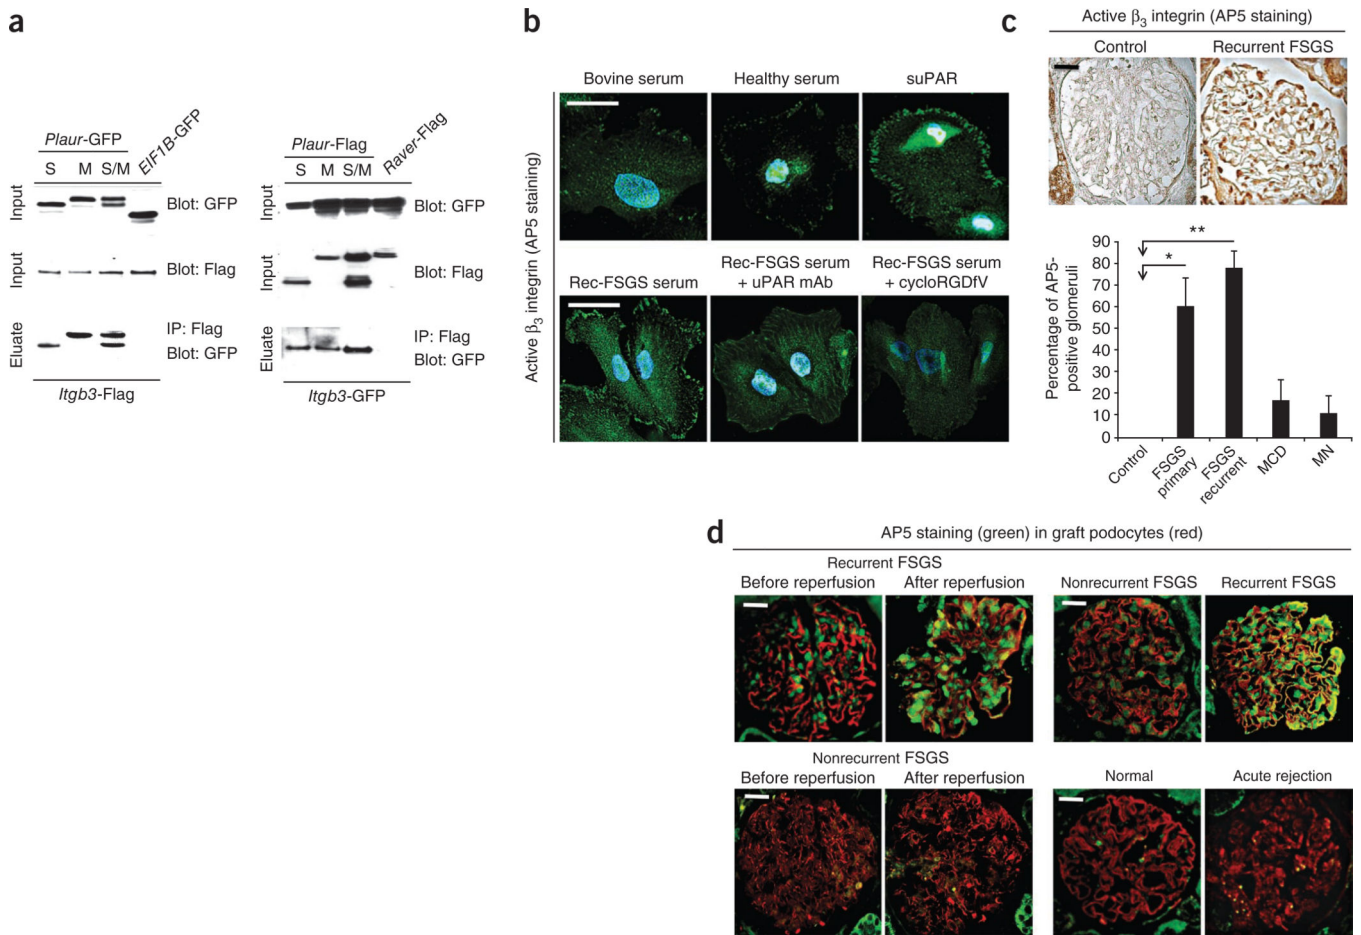 a
Plaur-GFP
EIF1B-GFP
S M S/M
Input
Blot: GFP
Input
Blot: Flag
Eluate
IP: Flag
Blot: GFP
Itgb3-Flag
Plaur-Flag
Raver-Flag
S M S/M
Input
Blot: GFP
Input
Blot: Flag
Eluate
IP: Flag
Blot: GFP
Itgb3-GFP
b
Active β3 integrin (AP5 staining)
Bovine serum
Healthy serum
suPAR
Rec-FSGS serum
Rec-FSGS serum
+ uPAR mAb
Rec-FSGS serum
+ cycloRGDfV
c
Active β3 integrin (AP5 staining)
Control
Recurrent FSGS
Percentage of AP5-
positive glomeruli
90
80
70
60
50
40
30
20
10
0
**
*
Control
FSGS
primary
FSGS
recurrent
MCD
MN
d
AP5 staining (green) in graft podocytes (red)
Recurrent FSGS
Before reperfusion
After reperfusion
Nonrecurrent FSGS
Recurrent FSGS
Nonrecurrent FSGS
Before reperfusion
After reperfusion
Normal
Acute rejection